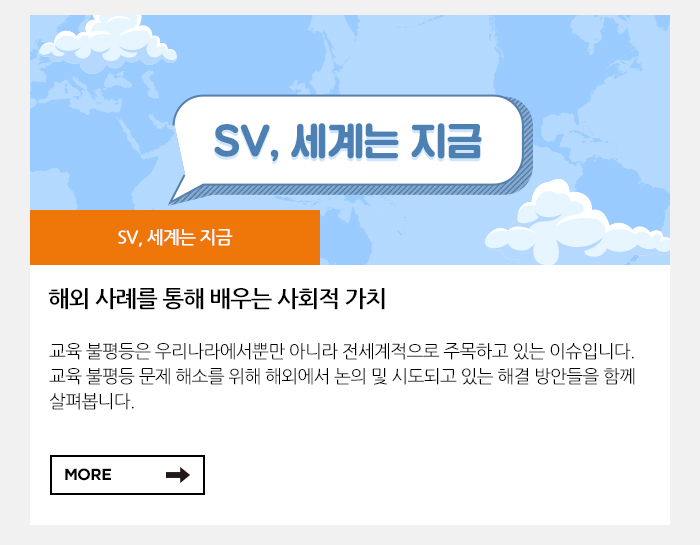 SV, 세계는 지금
SV, 세계는 지금
해외 사례를 통해 배우는 사회적 가치
교육 불평등은 우리나라에서뿐만 아니라 전세계적으로 주목하고 있는 이슈입니다.
교육 불평등 문제 해소를 위해 해외에서 논의 및 시도되고 있는 해결 방안들을 함께
살펴봅니다.
MORE